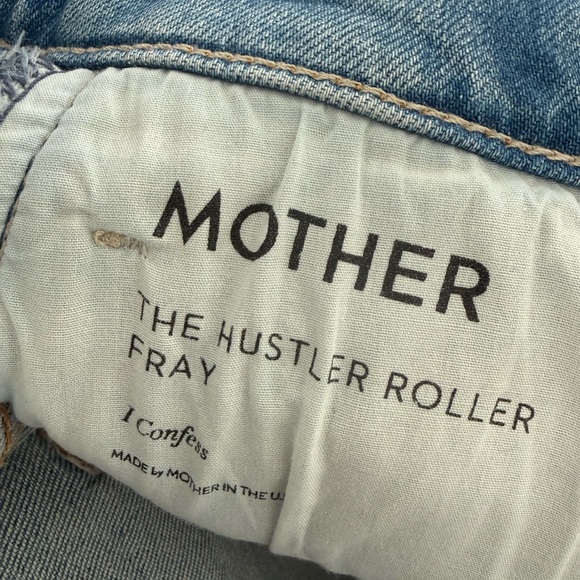 MOTHER
THE HUSTLER ROLLER
FRAY
I Confess
MADE by MOTHER IN THE U.S